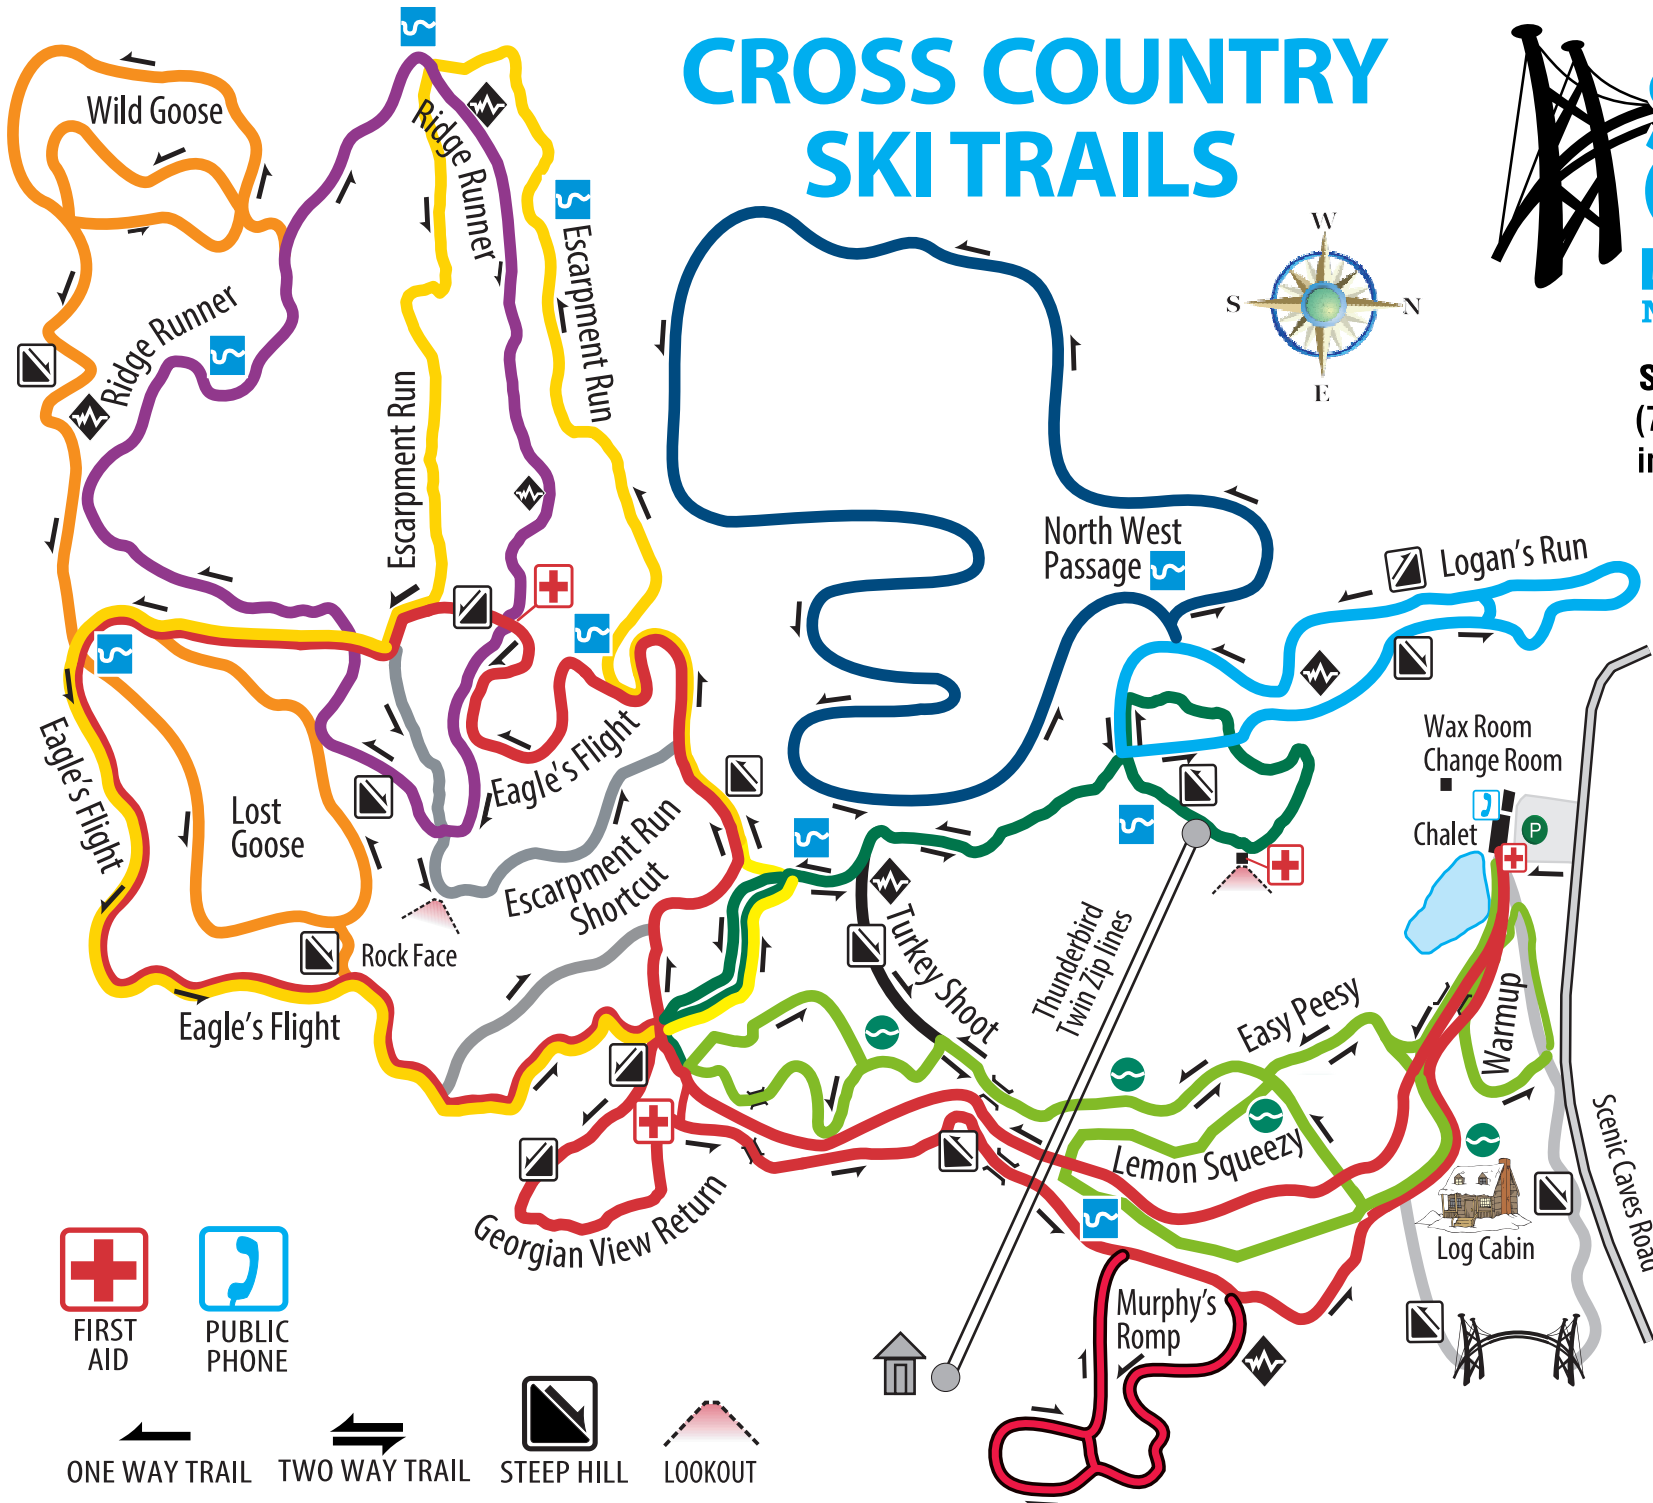 CROSS COUNTRY
SKI TRAILS
W
S
N
E
Wild Goose
Ridge Runner
Escarpment Run
Ridge Runner
Escarpment Run
North West
Passage
Logan's Run
Wax Room
Change Room
Chalet
P
Eagle's Flight
Eagle's Flight
Lost
Goose
Escarpment Run
Shortcut
Rock Face
Eagle's Flight
Turkey Shoot
Thunderbird
Twin Zip lines
Easy Peesy
Warmup
Lemon Squeezy
Scenic Caves Road
Georgian View Return
Log Cabin
Murphy's
Romp
FIRST
AID
PUBLIC
PHONE
ONE WAY TRAIL
TWO WAY TRAIL
STEEP HILL
LOOKOUT